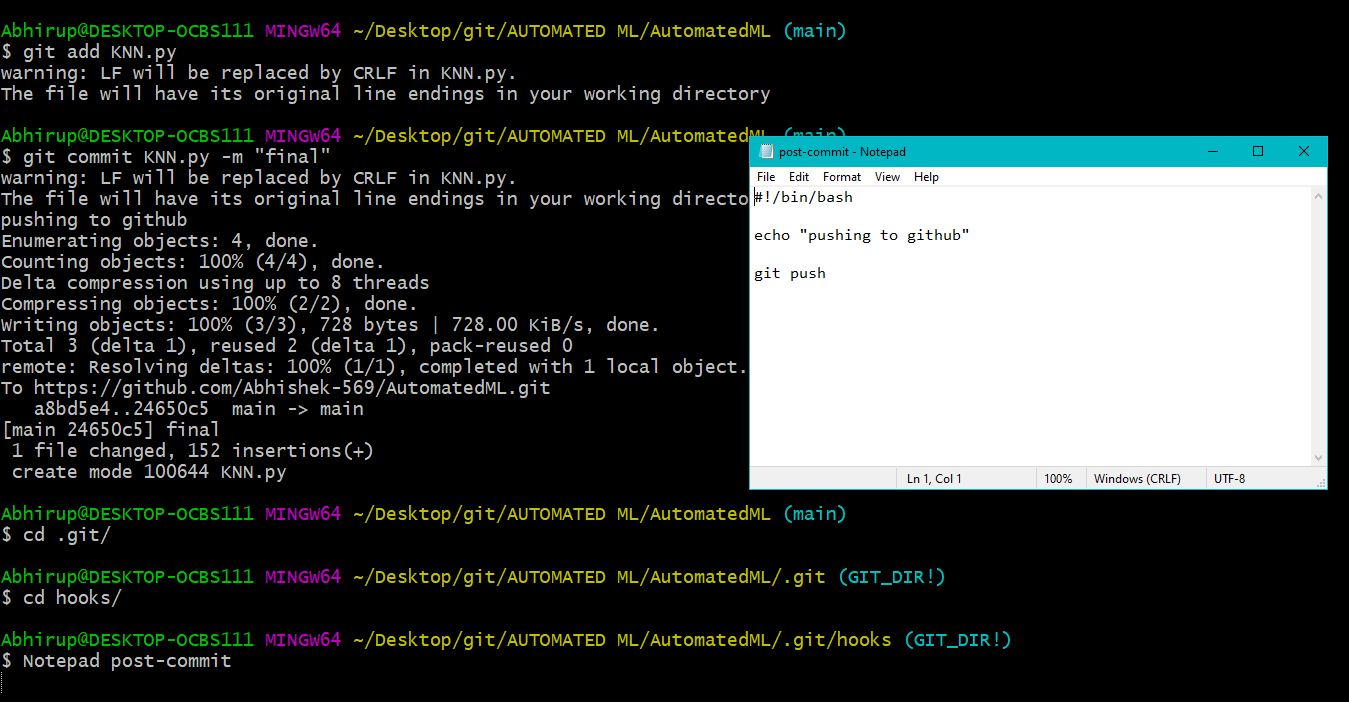 Abhirup@DESKTOP-OCBS111 MINGW64 ~/Desktop/git/AUTOMATED ML/AutomatedML (main)
$ git add KNN.py
warning: LF will be replaced by CRLF in KNN.py.
The file will have its original line endings in your working directory
Abhirup@DESKTOP-OCBS111 MINGW64 ~/Desktop/git/AUTOMATED ML/AutomatedML (main)
$ git commit KNN.py -m "final"
warning: LF will be replaced by CRLF in KNN.py.
The file will have its original line endings in your working directo
pushing to github
Enumerating objects: 4, done.
Counting objects: 100% (4/4), done.
Delta compression using up to 8 threads
Compressing objects: 100% (2/2), done.
Writing objects: 100% (3/3), 728 bytes | 728.00 KiB/s, done.
Total 3 (delta 1), reused 2 (delta 1), pack-reused 0
remote: Resolving deltas: 100% (1/1), completed with 1 local object.
To https://github.com/Abhishek-569/AutomatedML.git
   a8bd5e4..24650c5  main -> main
[main 24650c5] final
 1 file changed, 152 insertions(+)
 create mode 100644 KNN.py
Abhirup@DESKTOP-OCBS111 MINGW64 ~/Desktop/git/AUTOMATED ML/AutomatedML (main)
$ cd .git/
Abhirup@DESKTOP-OCBS111 MINGW64 ~/Desktop/git/AUTOMATED ML/AutomatedML/.git (GIT_DIR!)
$ cd hooks/
Abhirup@DESKTOP-OCBS111 MINGW64 ~/Desktop/git/AUTOMATED ML/AutomatedML/.git/hooks (GIT_DIR!)
$ Notepad post-commit
post-commit - Notepad
File Edit Format View Help
#!/bin/bash
echo "pushing to github"
git push
Ln 1, Col 1 100% Windows (CRLF) UTF-8